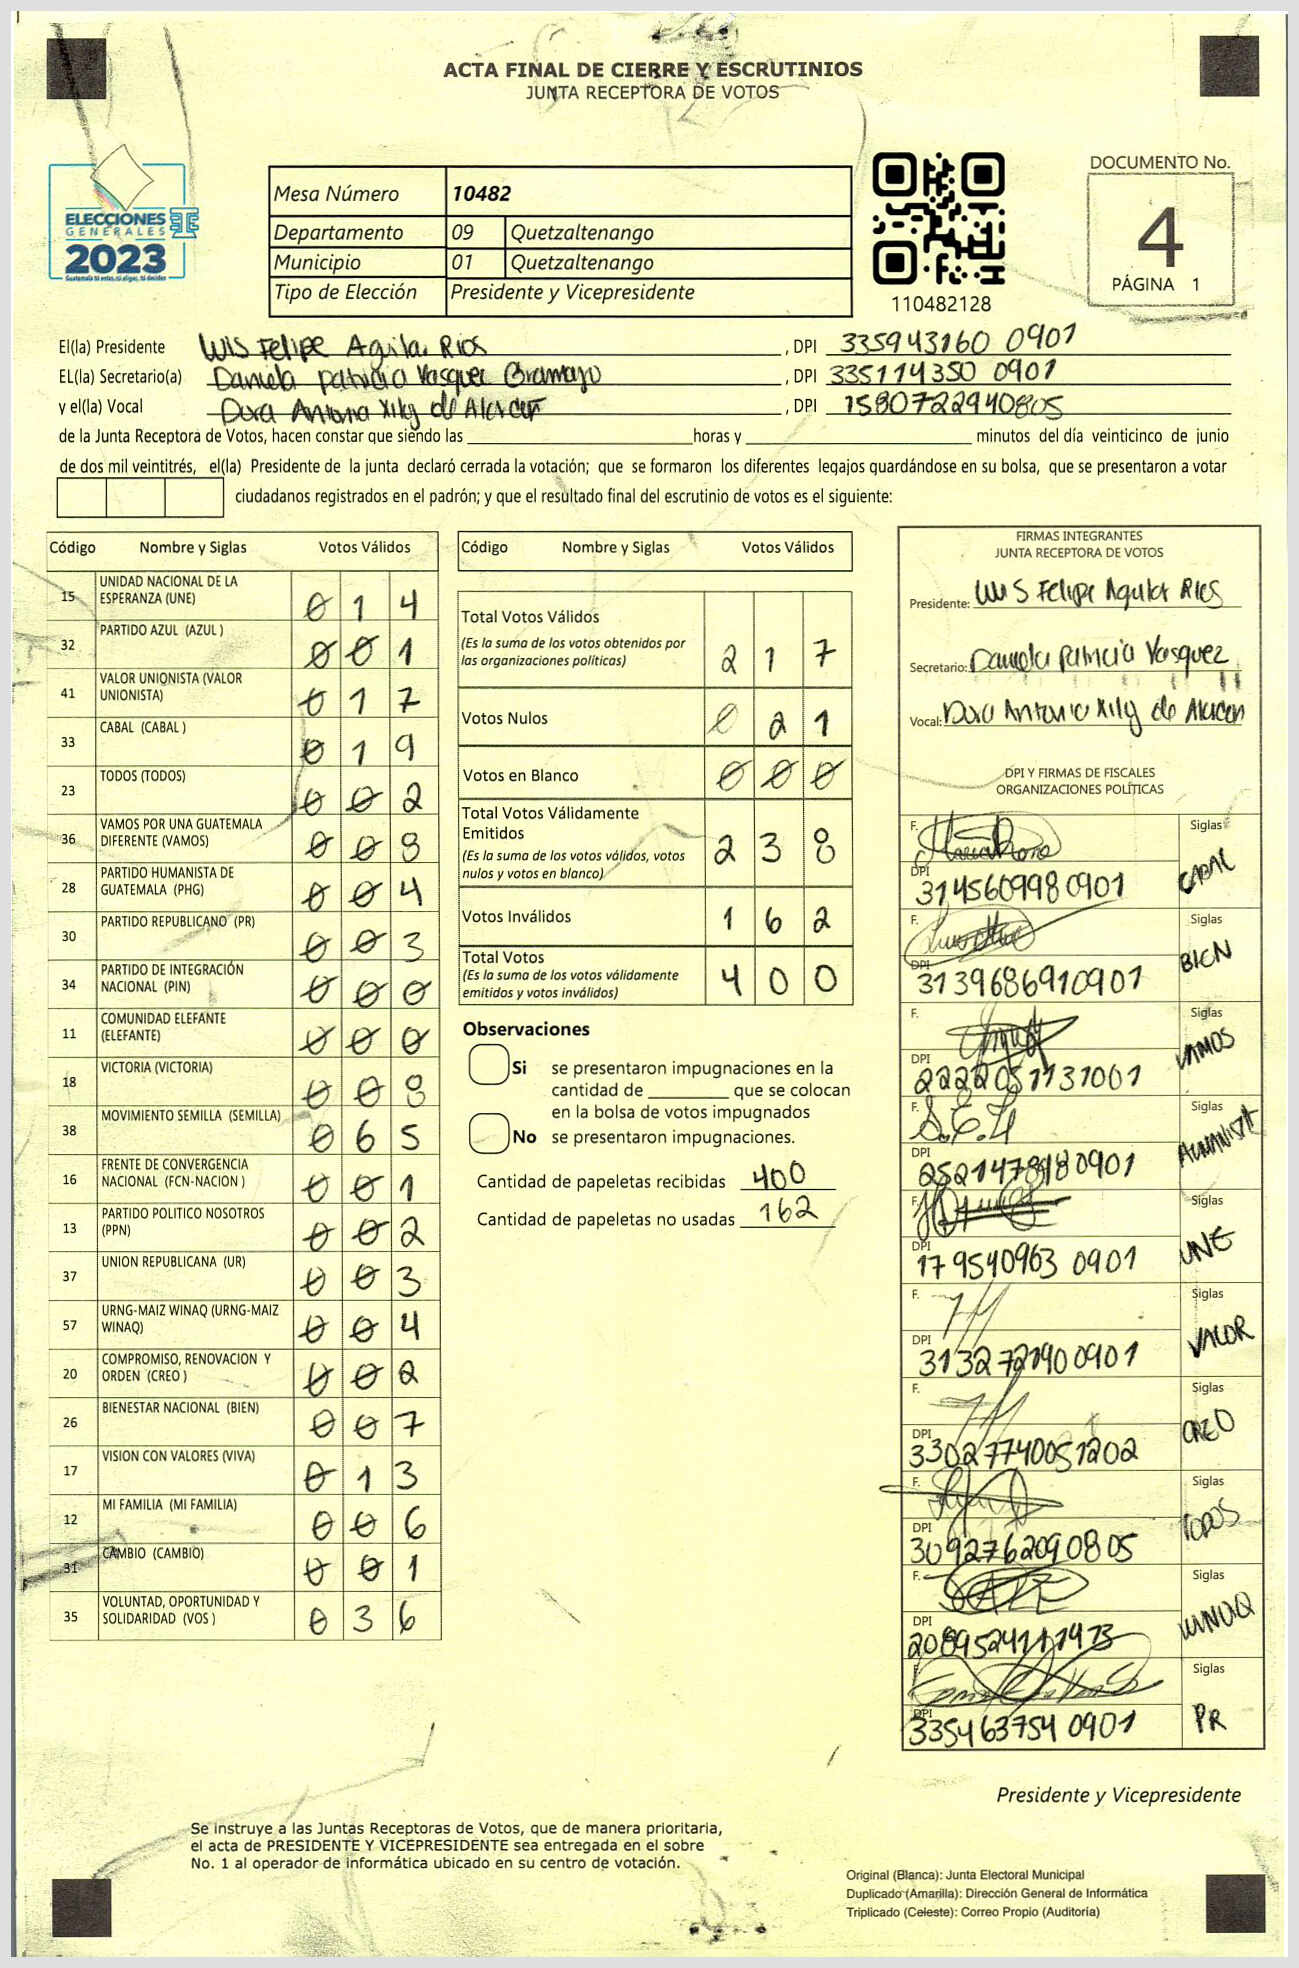 ACTA FINAL DE CIERRE Y ESCRUTINIOS
JUNTA RECEPTORA DE VOTOS
ELECCIONES
GENERALES
2023
Guatemala tú entras, tú eliges, tú decides
Mesa Número 10482
Departamento 09 Quetzaltenango
Municipio 01 Quetzaltenango
Tipo de Elección Presidente y Vicepresidente
110482128
DOCUMENTO No.
4
PÁGINA 1
El(la) Presidente Luis Felipe Aguilar Rios, DPI 335943160 0901
EL(la) Secretario(a) Daniela Patricia Vasquez Bramayo, DPI 335114350 0901
y el(la) Vocal Dora Antonia Xily de Alarcon, DPI 1580722940805
de la Junta Receptora de Votos, hacen constar que siendo las horas y minutos del día veinticinco de junio
de dos mil veintitrés, el(la) Presidente de la junta declaró cerrada la votación; que se formaron los diferentes legajos guardándose en su bolsa, que se presentaron a votar
ciudadanos registrados en el padrón; y que el resultado final del escrutinio de votos es el siguiente:
Código Nombre y Siglas Votos Válidos
15 UNIDAD NACIONAL DE LA ESPERANZA (UNE) 0 1 4
32 PARTIDO AZUL (AZUL ) 0 0 1
41 VALOR UNIONISTA (VALOR UNIONISTA) 0 1 7
33 CABAL (CABAL ) 0 1 9
23 TODOS (TODOS) 0 0 2
36 VAMOS POR UNA GUATEMALA DIFERENTE (VAMOS) 0 0 8
28 PARTIDO HUMANISTA DE GUATEMALA (PHG) 0 0 4
30 PARTIDO REPUBLICANO (PR) 0 0 3
34 PARTIDO DE INTEGRACIÓN NACIONAL (PIN) 0 0 0
11 COMUNIDAD ELEFANTE (ELEFANTE) 0 0 0
18 VICTORIA (VICTORIA) 0 0 8
38 MOVIMIENTO SEMILLA (SEMILLA) 0 6 5
16 FRENTE DE CONVERGENCIA NACIONAL (FCN-NACION ) 0 0 1
13 PARTIDO POLITICO NOSOTROS (PPN) 0 0 2
37 UNION REPUBLICANA (UR) 0 0 3
57 URNG-MAIZ WINAQ (URNG-MAIZ WINAQ) 0 0 4
20 COMPROMISO, RENOVACION Y ORDEN (CREO ) 0 0 2
26 BIENESTAR NACIONAL (BIEN) 0 0 7
17 VISION CON VALORES (VIVA) 0 1 3
12 MI FAMILIA (MI FAMILIA) 0 0 6
31 CAMBIO (CAMBIO) 0 0 1
35 VOLUNTAD, OPORTUNIDAD Y SOLIDARIDAD (VOS ) 0 3 6
Código Nombre y Siglas Votos Válidos
Total Votos Válidos
(Es la suma de los votos obtenidos por las organizaciones políticas) 2 1 7
Votos Nulos 0 2 1
Votos en Blanco 0 0 0
Total Votos Válidamente Emitidos
(Es la suma de los votos válidos, votos nulos y votos en blanco) 2 3 8
Votos Inválidos 1 6 2
Total Votos
(Es la suma de los votos válidamente emitidos y votos inválidos) 4 0 0
Observaciones
Si se presentaron impugnaciones en la
cantidad de que se colocan
en la bolsa de votos impugnados
No se presentaron impugnaciones.
Cantidad de papeletas recibidas 400
Cantidad de papeletas no usadas 162
FIRMAS INTEGRANTES
JUNTA RECEPTORA DE VOTOS
Presidente: Luis Felipe Aguilar Rios
Secretario: Daniela Patricia Vasquez
Vocal: Dora Antonia Xily de Alarcon
DPI Y FIRMAS DE FISCALES
ORGANIZACIONES POLÍTICAS
F. Siglas
DPI 314560998 0901 CABAL
F. Siglas
DPI 3139686910901 BIEN
F. Siglas
DPI 2222051131001 VAMOS
F. S.E.H Siglas
DPI 2521478980901 HUMANISTA
F. Siglas
DPI 179540963 0901 UNE
F. Siglas
DPI 3132721900901 VALOR
F. Siglas
DPI 3302774005 1202 CREO
F. Siglas
DPI 3092762090805 TODOS
F. Siglas
DPI WINAQ
F. Siglas
DPI 335463754 0901 PR
Presidente y Vicepresidente
Se instruye a las Juntas Receptoras de Votos, que de manera prioritaria,
el acta de PRESIDENTE Y VICEPRESIDENTE sea entregada en el sobre
No. 1 al operador de informática ubicado en su centro de votación.
Original (Blanca): Junta Electoral Municipal
Duplicado (Amarilla): Dirección General de Informática
Triplicado (Celeste): Correo Propio (Auditoría)